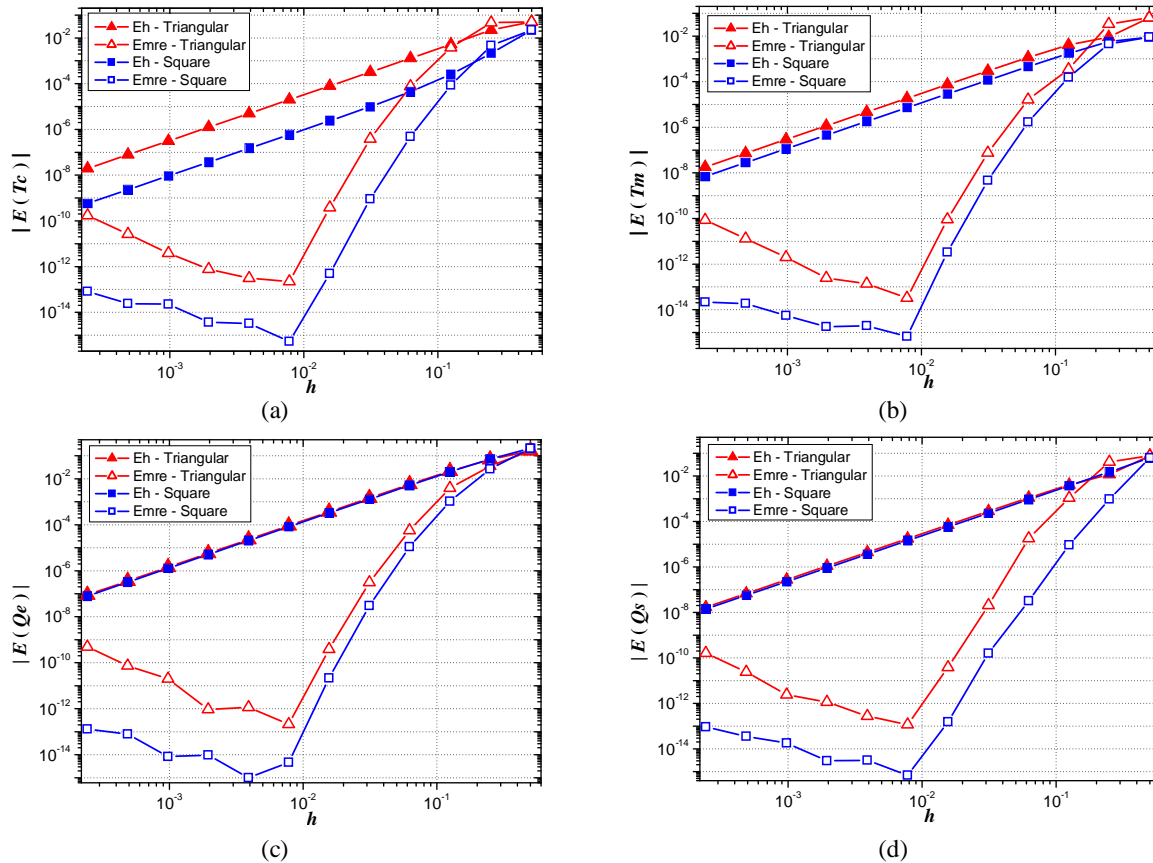 Eh - Triangular
Emre - Triangular
Eh - Square
Emre - Square
10⁻²
10⁻⁴
10⁻⁶
10⁻⁸
10⁻¹⁰
10⁻¹²
10⁻¹⁴
| E ( Tc ) |
10⁻³
10⁻²
10⁻¹
h
(a)
Eh - Triangular
Emre - Triangular
Eh - Square
Emre - Square
10⁻²
10⁻⁴
10⁻⁶
10⁻⁸
10⁻¹⁰
10⁻¹²
10⁻¹⁴
| E ( Tm ) |
10⁻³
10⁻²
10⁻¹
h
(b)
Eh - Triangular
Emre - Triangular
Eh - Square
Emre - Square
10⁻²
10⁻⁴
10⁻⁶
10⁻⁸
10⁻¹⁰
10⁻¹²
10⁻¹⁴
| E ( Qe ) |
10⁻³
10⁻²
10⁻¹
h
(c)
Eh - Triangular
Emre - Triangular
Eh - Square
Emre - Square
10⁻²
10⁻⁴
10⁻⁶
10⁻⁸
10⁻¹⁰
10⁻¹²
10⁻¹⁴
| E ( Qs ) |
10⁻³
10⁻²
10⁻¹
h
(d)